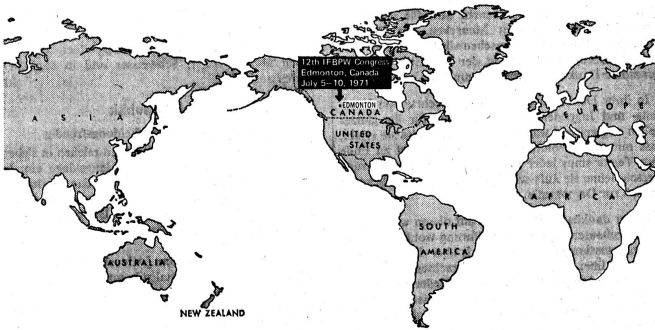 12th IFBPW Congress
Edmonton, Canada
July 5–10, 1971
EDMONTON
CANADA
UNITED
STATES
ASIA
EUROPE
AFRICA
SOUTH
AMERICA
AUSTRALIA
NEW ZEALAND